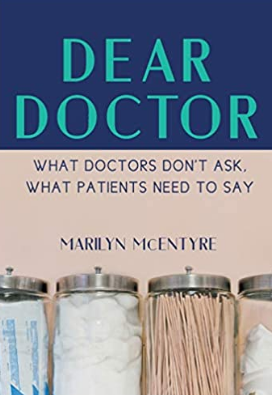 DEAR
DOCTOR
WHAT DOCTORS DON'T ASK,
WHAT PATIENTS NEED TO SAY
MARILYN McENTYRE